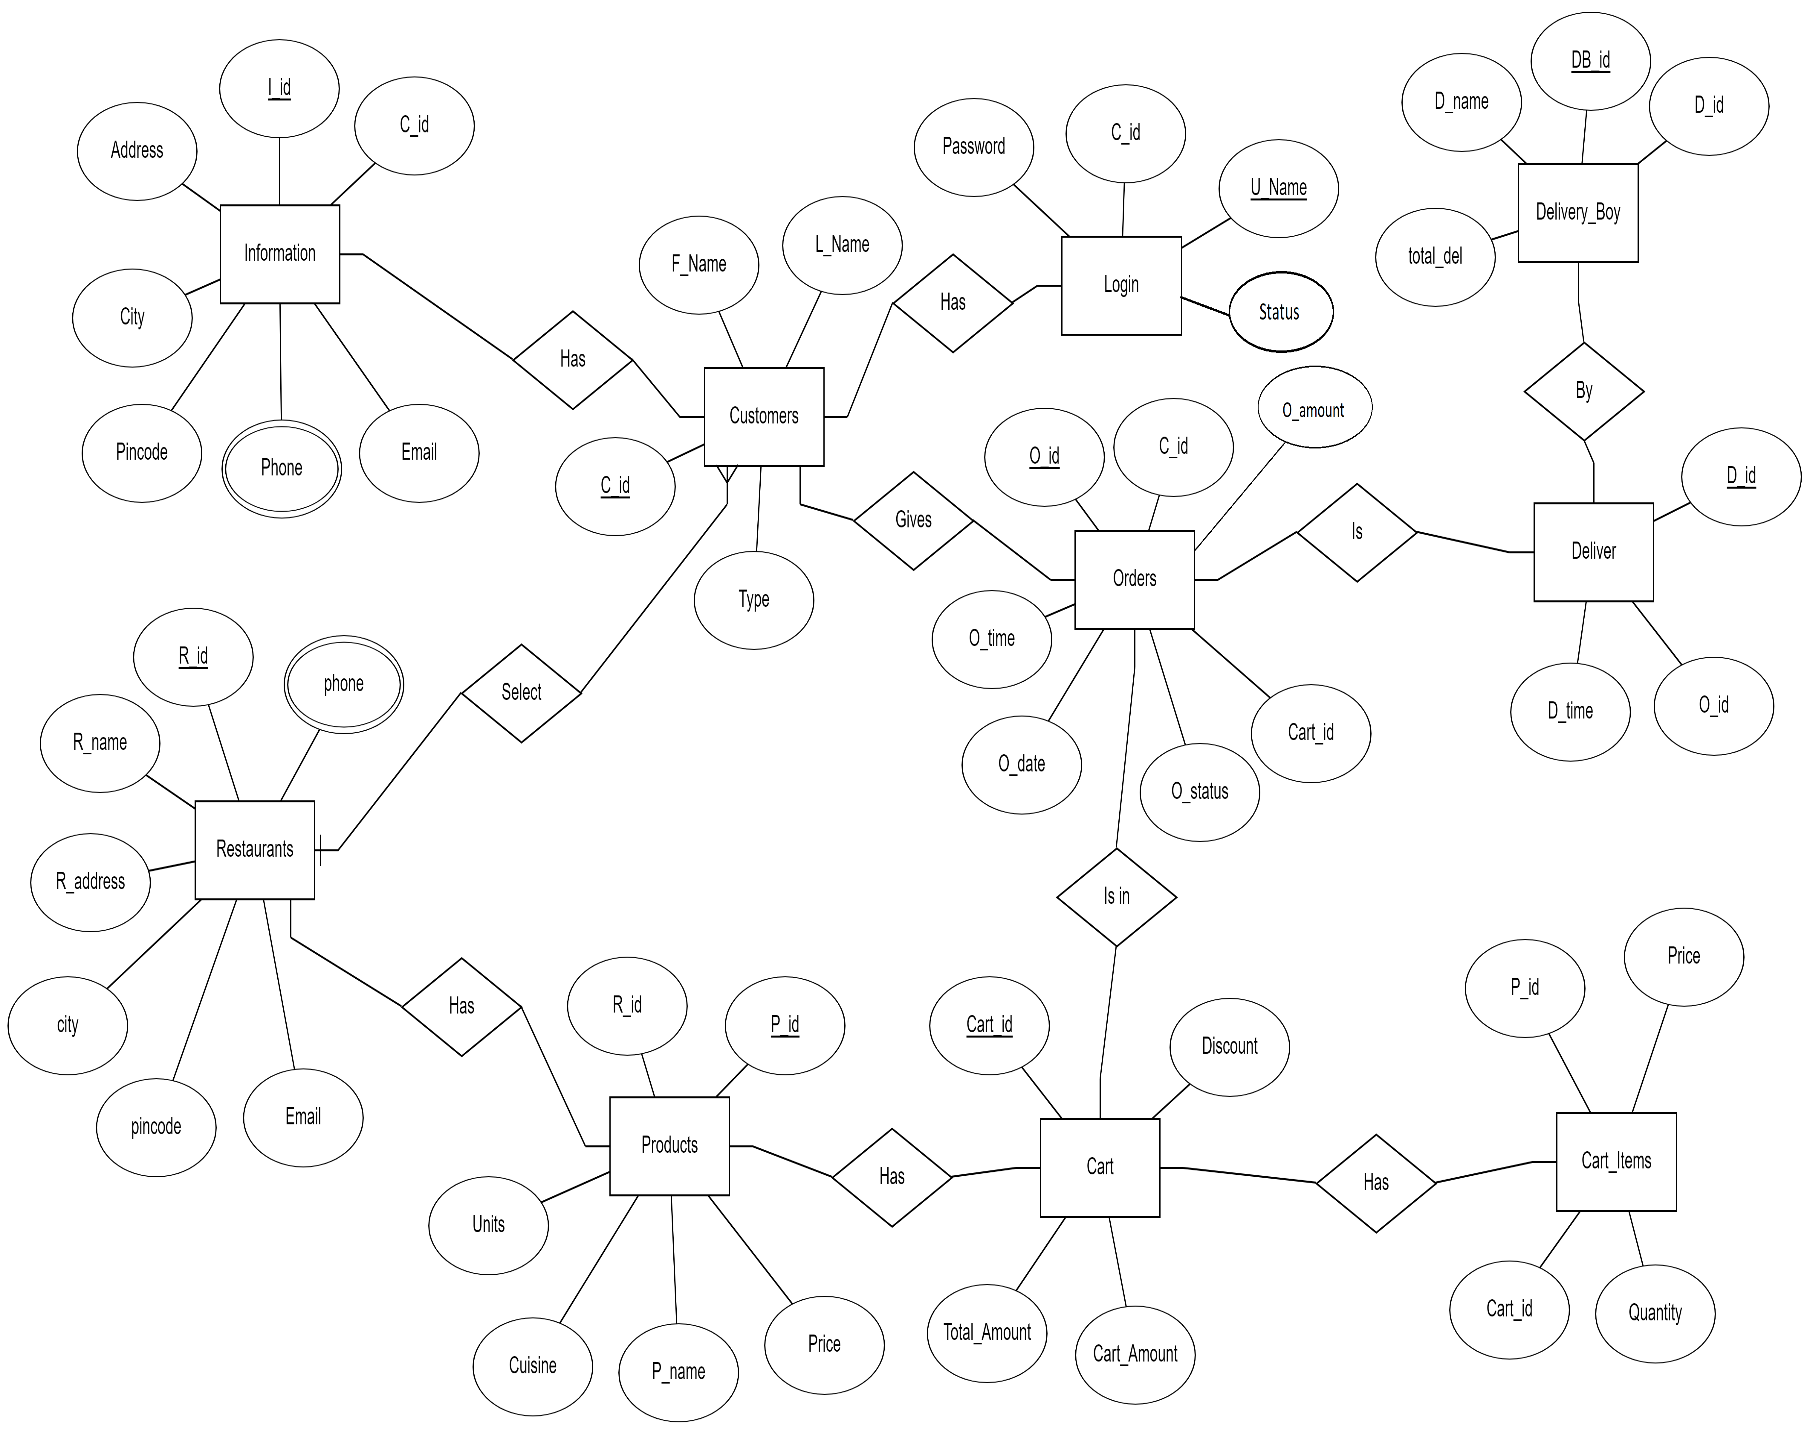 I_id
C_id
Address
Information
City
Pincode
Phone
Email
Has
F_Name
L_Name
Customers
C_id
Type
Has
Password
C_id
U_Name
Login
Status
D_name
DB_id
D_id
Delivery_Boy
total_del
By
Gives
O_id
C_id
O_amount
Orders
O_time
O_date
O_status
Cart_id
Is
D_id
Deliver
D_time
O_id
Select
R_id
phone
R_name
Restaurants
R_address
city
pincode
Email
Has
R_id
P_id
Products
Units
Cuisine
P_name
Price
Is in
Has
Cart_id
Discount
Cart
Total_Amount
Cart_Amount
Has
P_id
Price
Cart_Items
Cart_id
Quantity